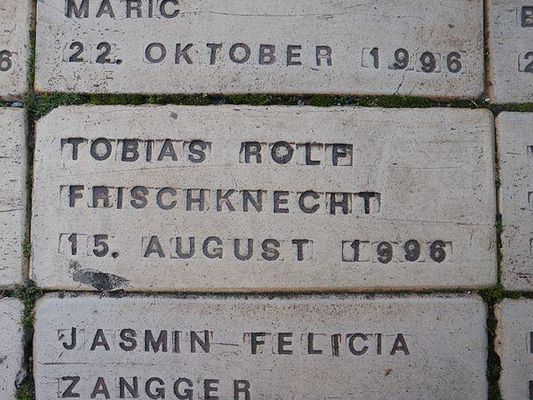 MARIC
22. OKTOBER 1996
TOBIAS ROLF
FRISCHKNECHT
15. AUGUST 1996
JASMIN FELICIA
ZANGGER